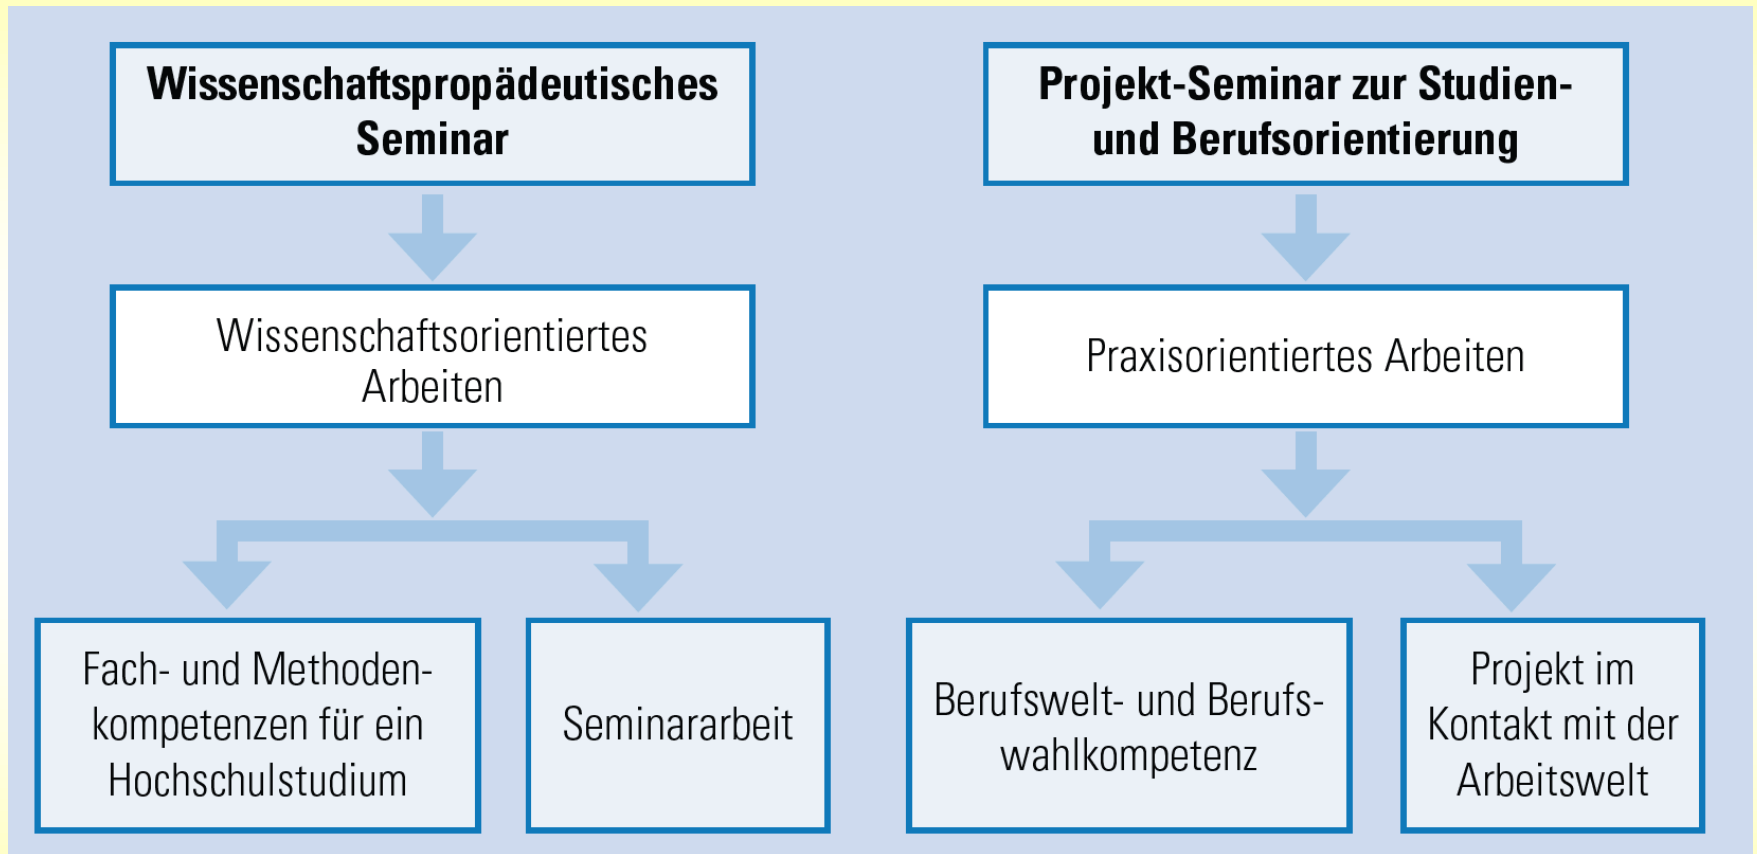 Wissenschaftspropädeutisches
Seminar
Wissenschaftsorientiertes
Arbeiten
Fach- und Methoden-
kompetenzen für ein
Hochschulstudium
Seminararbeit
Projekt-Seminar zur Studien-
und Berufsorientierung
Praxisorientiertes Arbeiten
Berufswelt- und Berufs-
wahlkompetenz
Projekt im
Kontakt mit der
Arbeitswelt